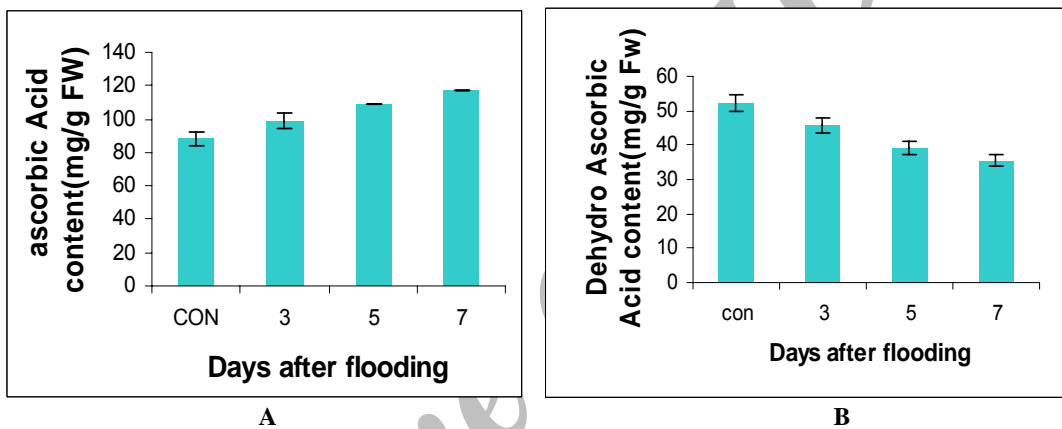 ascorbic Acid
content(mg/g FW)
140
120
100
80
60
40
20
0
CON 3 5 7
Days after flooding
A
Dehydro Ascorbic
Acid content(mg/g Fw)
60
50
40
30
20
10
0
con 3 5 7
Days after flooding
B